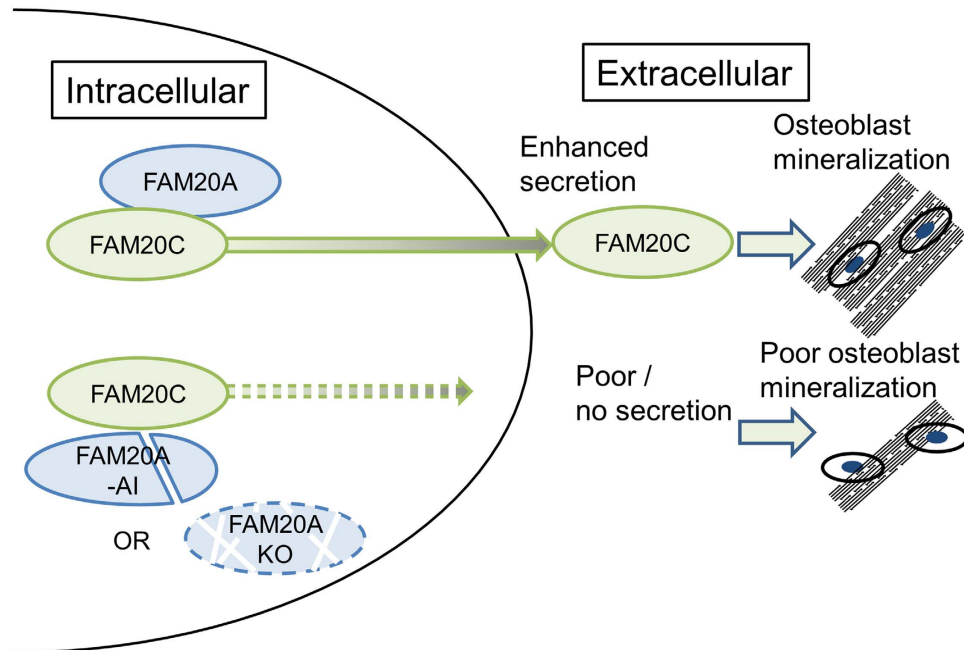 Intracellular
Extracellular
FAM20A
FAM20C
Enhanced
secretion
FAM20C
Osteoblast
mineralization
FAM20C
FAM20A
-AI
OR
FAM20A
KO
Poor /
no secretion
Poor osteoblast
mineralization